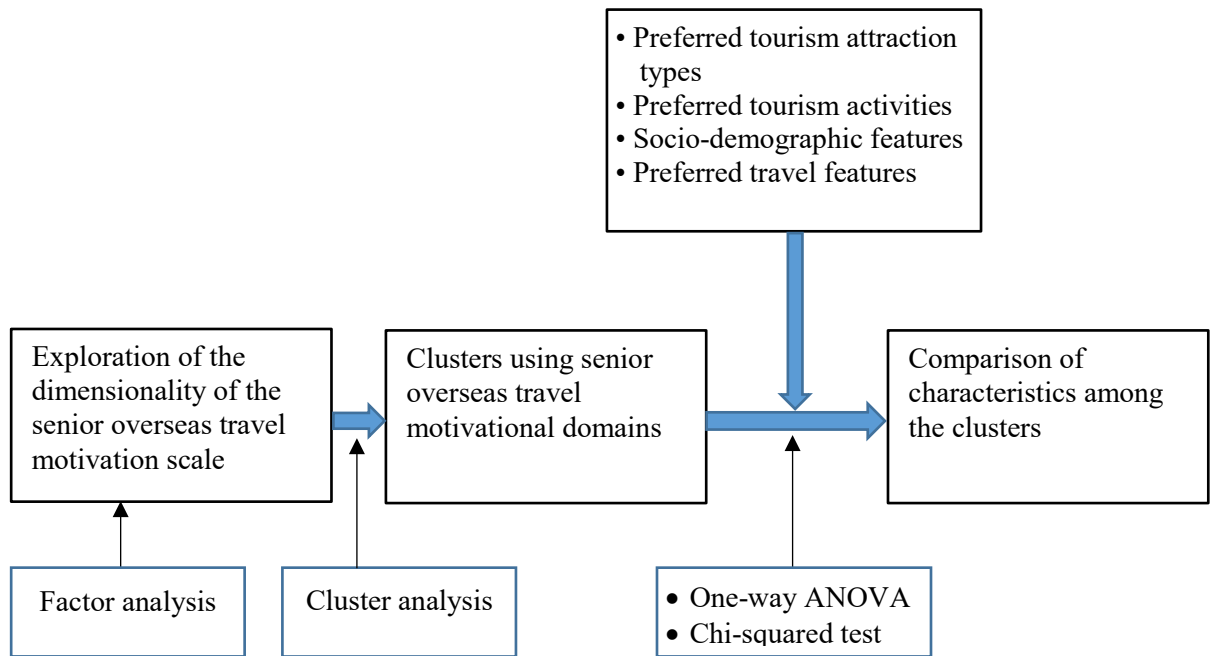 • Preferred tourism attraction
types
• Preferred tourism activities
• Socio-demographic features
• Preferred travel features
Exploration of the
dimensionality of the
senior overseas travel
motivation scale
Clusters using senior
overseas travel
motivational domains
Comparison of
characteristics among
the clusters
Factor analysis
Cluster analysis
• One-way ANOVA
• Chi-squared test